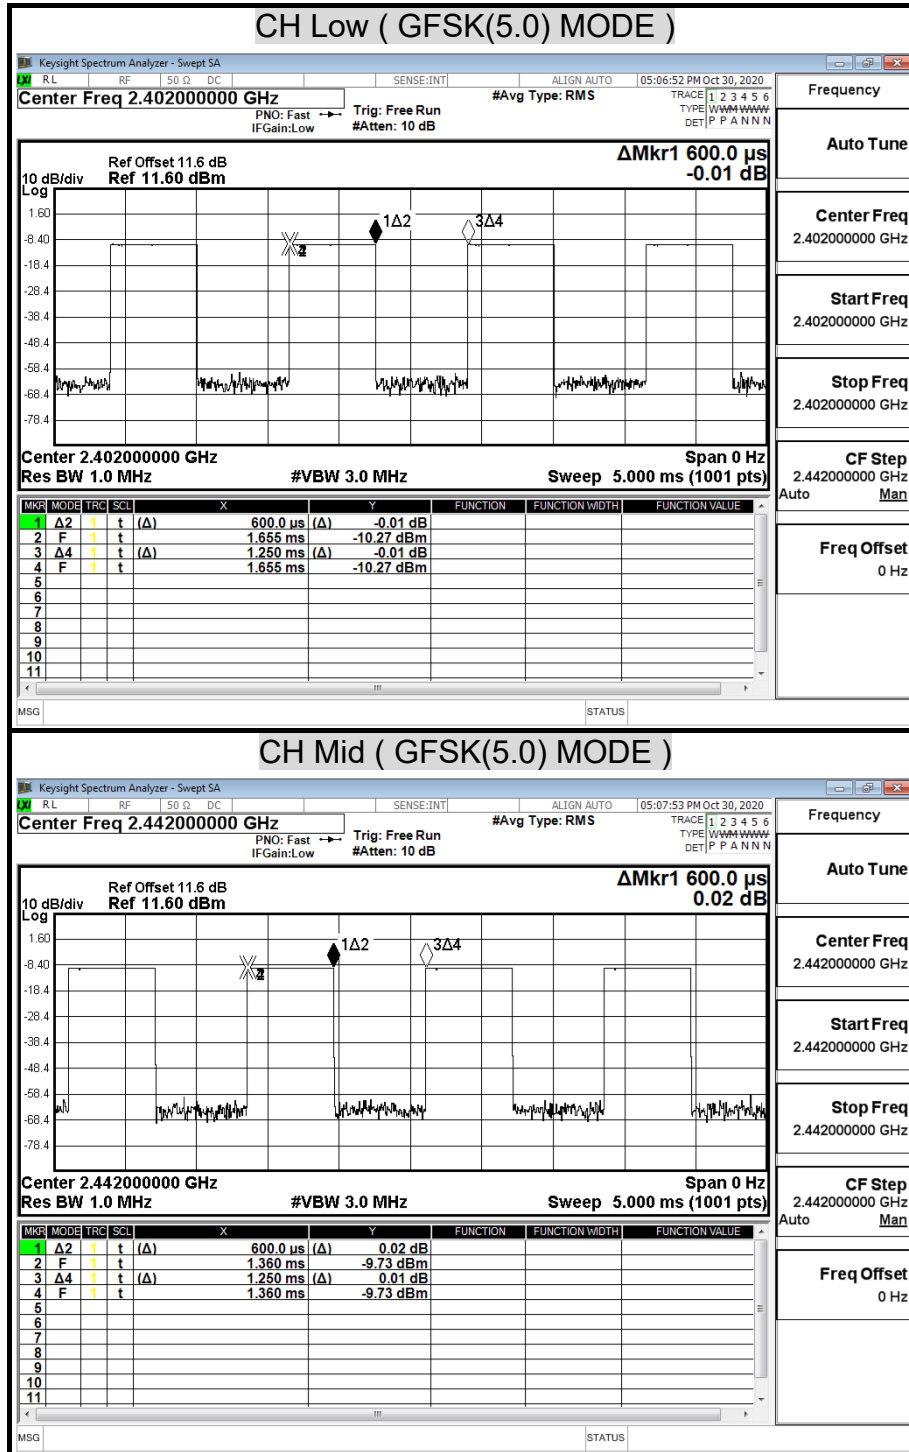 CH Low ( GFSK(5.0) MODE )
Keysight Spectrum Analyzer - Swept SA
LXI RL RF 50 Ω DC SENSE:INT ALIGN AUTO 05:06:52 PM Oct 30, 2020
Center Freq 2.402000000 GHz
PNO: Fast
IFGain:Low
Trig: Free Run
#Atten: 10 dB
#Avg Type: RMS
TRACE 1 2 3 4 5 6
TYPE WWMWWWW
DET P P A N N N
Frequency
Auto Tune
Center Freq
2.402000000 GHz
Start Freq
2.402000000 GHz
Stop Freq
2.402000000 GHz
CF Step
2.442000000 GHz
Auto Man
Freq Offset
0 Hz
ΔMkr1 600.0 µs
-0.01 dB
Ref Offset 11.6 dB
10 dB/div Ref 11.60 dBm
Log
1.60
-8.40
-18.4
-28.4
-38.4
-48.4
-58.4
-68.4
-78.4
1Δ2
3Δ4
Center 2.402000000 GHz Span 0 Hz
Res BW 1.0 MHz #VBW 3.0 MHz Sweep 5.000 ms (1001 pts)
MKR MODE TRC SCL X Y FUNCTION FUNCTION WIDTH FUNCTION VALUE
1 Δ2 1 t (Δ) 600.0 µs (Δ) -0.01 dB
2 F 1 t 1.655 ms -10.27 dBm
3 Δ4 1 t (Δ) 1.250 ms (Δ) -0.01 dB
4 F 1 t 1.655 ms -10.27 dBm
5
6
7
8
9
10
11
MSG STATUS
CH Mid ( GFSK(5.0) MODE )
Keysight Spectrum Analyzer - Swept SA
LXI RL RF 50 Ω DC SENSE:INT ALIGN AUTO 05:07:53 PM Oct 30, 2020
Center Freq 2.442000000 GHz
PNO: Fast
IFGain:Low
Trig: Free Run
#Atten: 10 dB
#Avg Type: RMS
TRACE 1 2 3 4 5 6
TYPE WWMWWWW
DET P P A N N N
Frequency
Auto Tune
Center Freq
2.442000000 GHz
Start Freq
2.442000000 GHz
Stop Freq
2.442000000 GHz
CF Step
2.442000000 GHz
Auto Man
Freq Offset
0 Hz
ΔMkr1 600.0 µs
0.02 dB
Ref Offset 11.6 dB
10 dB/div Ref 11.60 dBm
Log
1.60
-8.40
-18.4
-28.4
-38.4
-48.4
-58.4
-68.4
-78.4
1Δ2
3Δ4
Center 2.442000000 GHz Span 0 Hz
Res BW 1.0 MHz #VBW 3.0 MHz Sweep 5.000 ms (1001 pts)
MKR MODE TRC SCL X Y FUNCTION FUNCTION WIDTH FUNCTION VALUE
1 Δ2 1 t (Δ) 600.0 µs (Δ) 0.02 dB
2 F 1 t 1.360 ms -9.73 dBm
3 Δ4 1 t (Δ) 1.250 ms (Δ) 0.01 dB
4 F 1 t 1.360 ms -9.73 dBm
5
6
7
8
9
10
11
MSG STATUS